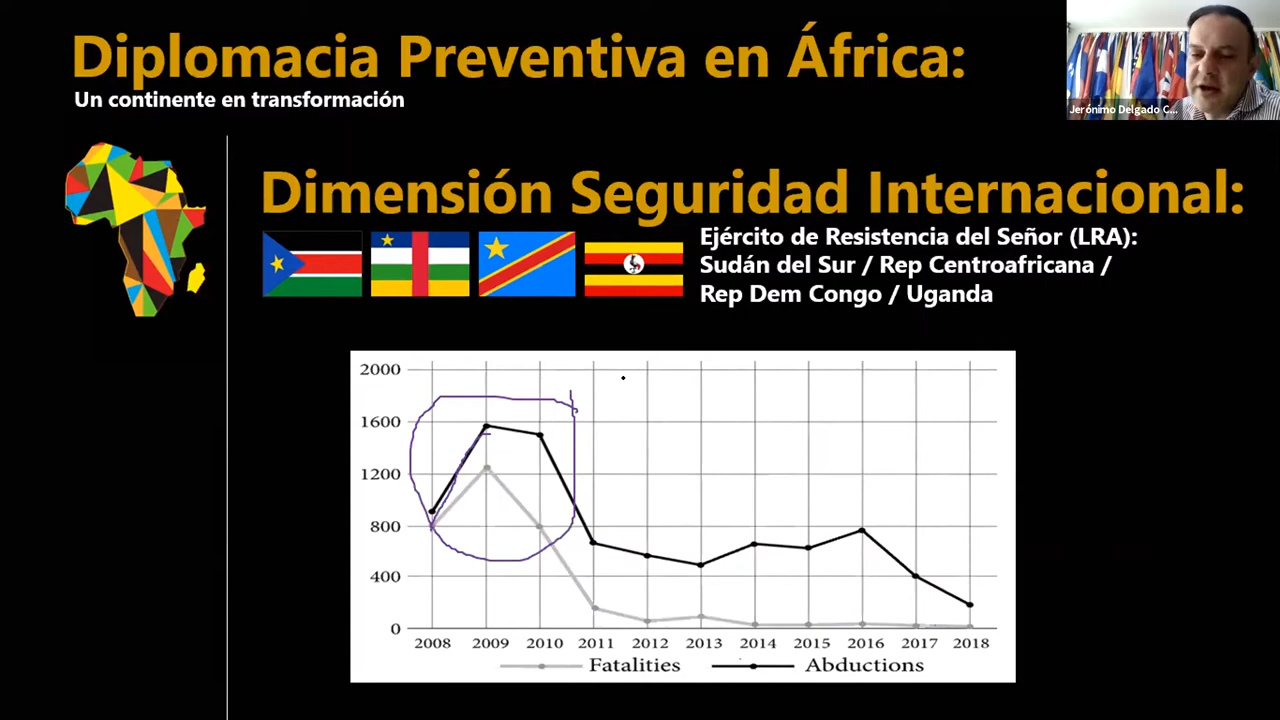 Diplomacia Preventiva en África:
Un continente en transformación
Jerónimo Delgado C...
Dimensión Seguridad Internacional:
Ejército de Resistencia del Señor (LRA):
Sudán del Sur / Rep Centroafricana /
Rep Dem Congo / Uganda
2000
1600
1200
800
400
0
2008 2009 2010 2011 2012 2013 2014 2015 2016 2017 2018
Fatalities Abductions